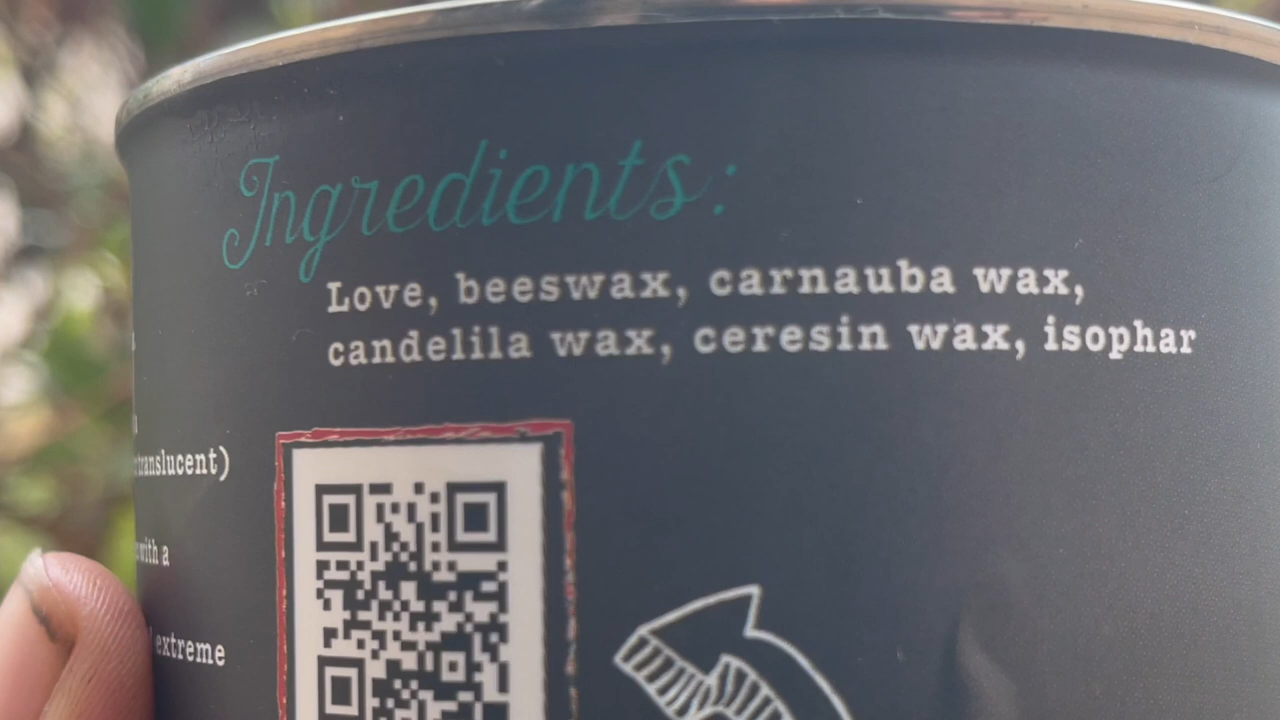 Ingredients:
Love, beeswax, carnauba wax,
candelila wax, ceresin wax, isophar
translucent)
with a
extreme